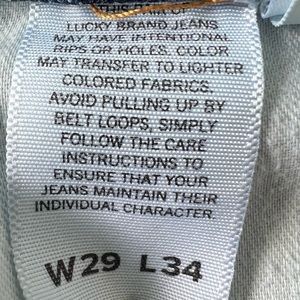 LUCKY BRAND JEANS
MAY HAVE INTENTIONAL
RIPS OR HOLES. COLOR
MAY TRANSFER TO LIGHTER
COLORED FABRICS.
AVOID PULLING UP BY
BELT LOOPS, SIMPLY
FOLLOW THE CARE
INSTRUCTIONS TO
ENSURE THAT YOUR
JEANS MAINTAIN THEIR
INDIVIDUAL CHARACTER.
W29 L34